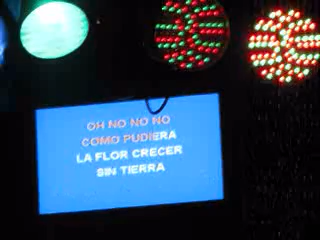 OH NO NO NO
COMO PUDIERA
LA FLOR CRECER
SIN TIERRA